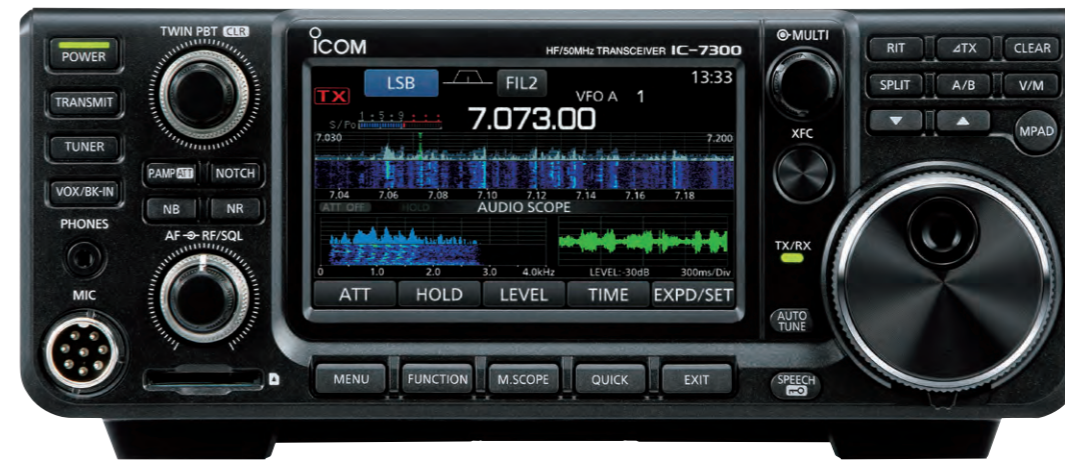 TWIN PBT CLR
POWER
TRANSMIT
TUNER
VOX/BK-IN
P.AMP ATT
NOTCH
NB
NR
PHONES
AF RF/SQL
MIC
ICOM
HF/50MHz TRANSCEIVER IC-7300
LSB
FIL2
13:33
TX
VFO A 1
1 • 5 • 9
S/Po
7.073.00
7.030
7.200
7.04 7.06 7.08 7.10 7.12 7.14 7.16 7.18
ATT OFF
HOLD
AUDIO SCOPE
0 1.0 2.0 3.0 4.0kHz
LEVEL:-30dB
300ms/Div
ATT HOLD LEVEL TIME EXPD/SET
MENU
FUNCTION
M.SCOPE
QUICK
EXIT
MULTI
XFC
TX/RX
AUTO
TUNE
SPEECH
RIT
⊿TX
CLEAR
SPLIT
A/B
V/M
▼
▲
MPAD